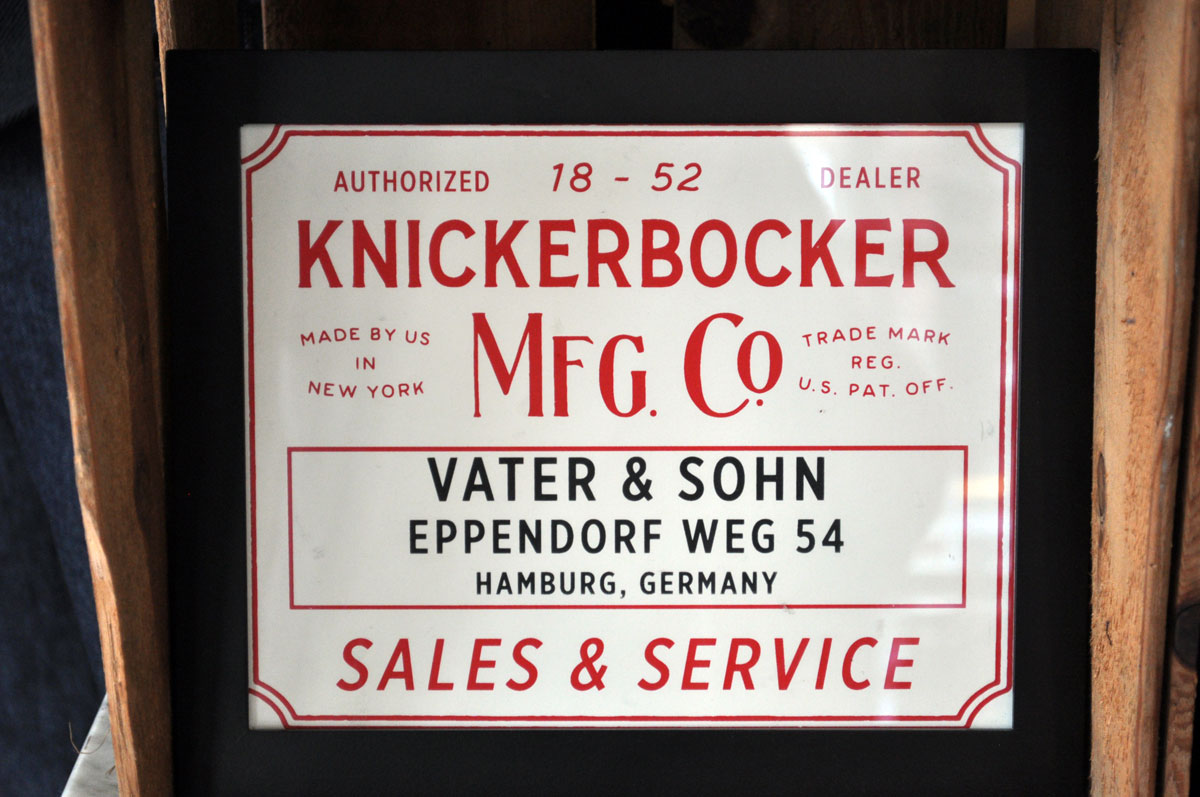 AUTHORIZED 18 - 52 DEALER
KNICKERBOCKER
MFG. Co.
MADE BY US
IN
NEW YORK
TRADE MARK
REG.
U.S. PAT. OFF.
VATER & SOHN
EPPENDORF WEG 54
HAMBURG, GERMANY
SALES & SERVICE